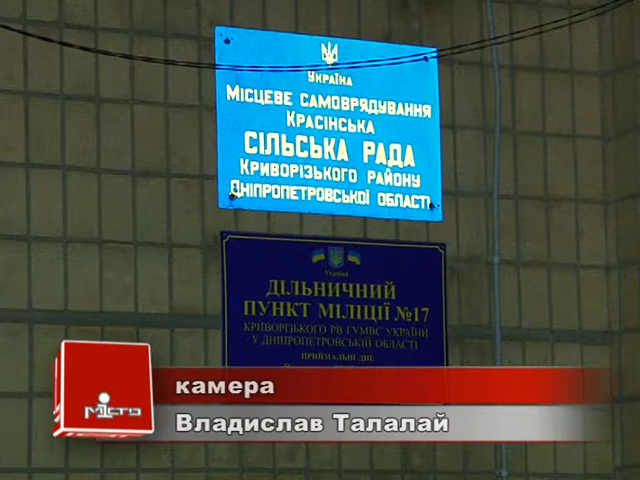 Україна
Місцеве самоврядування
Красінська
сільська рада
Криворізького району
Дніпропетровської області
Україна
ДІЛЬНИЧНИЙ
ПУНКТ МІЛІЦІЇ №17
КРИВОРІЗЬКОГО РВ ГУМВС УКРАЇНИ
У ДНІПРОПЕТРОВСЬКІЙ ОБЛАСТІ
ПРИЙМАЛЬНІ ДНІ:
місто
камера
Владислав Талалай